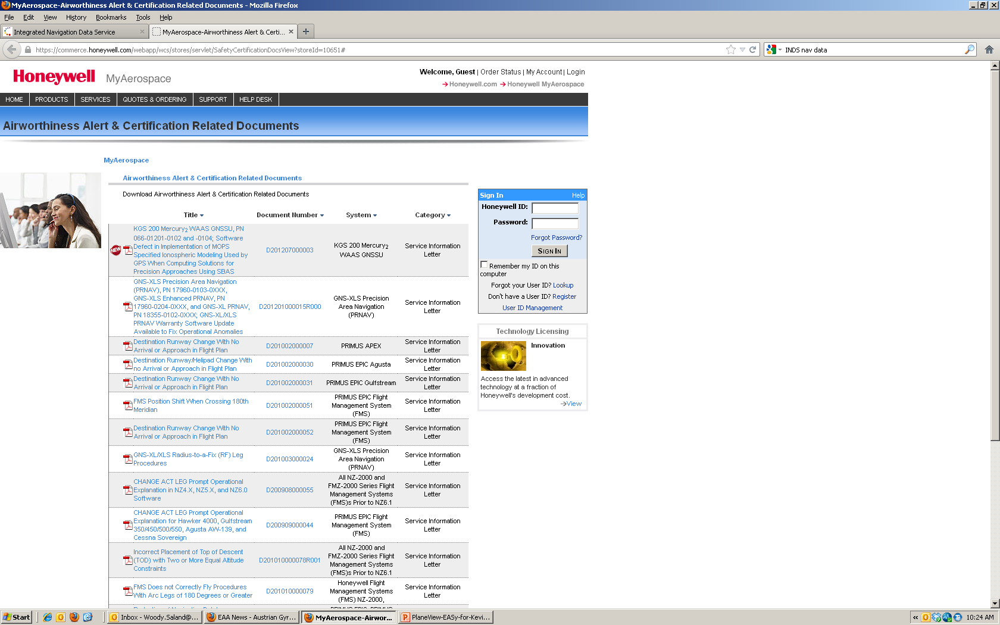 MyAerospace-Airworthiness Alert & Certification Related Documents - Mozilla Firefox
File Edit View History Bookmarks Tools Help
Integrated Navigation Data Service
MyAerospace-Airworthiness Alert & Certi...
https://commerce.honeywell.com/webapp/wcs/stores/servlet/SafetyCertificationDocsView?storeId=10651#
INDS nav data
Honeywell MyAerospace
Welcome, Guest | Order Status | My Account | Login
Honeywell.com Honeywell MyAerospace
HOME PRODUCTS SERVICES QUOTES & ORDERING SUPPORT HELP DESK
Airworthiness Alert & Certification Related Documents
MyAerospace
Airworthiness Alert & Certification Related Documents
Download Airworthiness Alert & Certification Related Documents
Title Document Number System Category
NEW
KGS 200 Mercury2 WAAS GNSSU, PN
066-01201-0102 and -0104; Software
Defect in Implementation of MOPS
Specified Ionospheric Modeling Used by
GPS When Computing Solutions for
Precision Approaches Using SBAS
D201207000003
KGS 200 Mercury2
WAAS GNSSU
Service Information
Letter
GNS-XLS Precision Area Navigation
(PRNAV), PN 17960-0103-0XXX,
GNS-XLS Enhanced PRNAV, PN
17960-0204-0XXX, and GNS-XL PRNAV,
PN 18355-0102-0XXX; GNS-XL/XLS
PRNAV Warranty Software Update
Available to Fix Operational Anomalies
D201201000015R000
GNS-XLS Precision
Area Navigation
(PRNAV)
Service Information
Letter
Destination Runway Change With No
Arrival or Approach in Flight Plan
D201002000007
PRIMUS APEX
Service Information
Letter
Destination Runway/Helipad Change With
no Arrival or Approach in Flight Plan
D201002000030
PRIMUS EPIC Agusta
Service Information
Letter
Destination Runway Change With No
Arrival or Approach in Flight Plan
D201002000031
PRIMUS EPIC Gulfstream
Service Information
Letter
FMS Position Shift When Crossing 180th
Meridian
D201002000051
PRIMUS EPIC Flight
Management System
(FMS)
Service Information
Letter
Destination Runway Change With No
Arrival or Approach in Flight Plan
D201002000052
PRIMUS EPIC Flight
Management System
(FMS)
Service Information
Letter
GNS-XL/XLS Radius-to-a-Fix (RF) Leg
Procedures
D201003000024
GNS-XLS Precision
Area Navigation
(PRNAV)
Service Information
Letter
CHANGE ACT LEG Prompt Operational
Explanation in NZ4.X, NZ5.X, and NZ6.0
Software
D200908000055
All NZ-2000 and
FMZ-2000 Series Flight
Management Systems
(FMS)s Prior to NZ6.1
Service Information
Letter
CHANGE ACT LEG Prompt Operational
Explanation for Hawker 4000, Gulfstream
350/450/500/550, Agusta AW-139, and
Cessna Sovereign
D200909000044
PRIMUS EPIC Flight
Management System
(FMS)
Service Information
Letter
Incorrect Placement of Top of Descent
(TOD) with Two or More Equal Altitude
Constraints
D201010000078R001
All NZ-2000 and
FMZ-2000 Series Flight
Management Systems
(FMS)s Prior to NZ6.1
Service Information
Letter
FMS Does not Correctly Fly Procedures
With Arc Legs of 180 Degrees or Greater
D201010000079
Honeywell Flight
Management Systems
(FMS) NZ-2000,
Service Information
Letter
Sign In Help
Honeywell ID:
Password:
Forgot Password?
SIGN IN
Remember my ID on this
computer
Forgot your User ID? Lookup
Don't have a User ID? Register
User ID Management
Technology Licensing
Innovation
Access the latest in advanced
technology at a fraction of
Honeywell's development cost.
View
Start
Inbox - Woody.Saland@...
EAA News - Austrian Gyr...
MyAerospace-Airwor...
PlaneView-EASy-for-Kevi...
10:24 AM